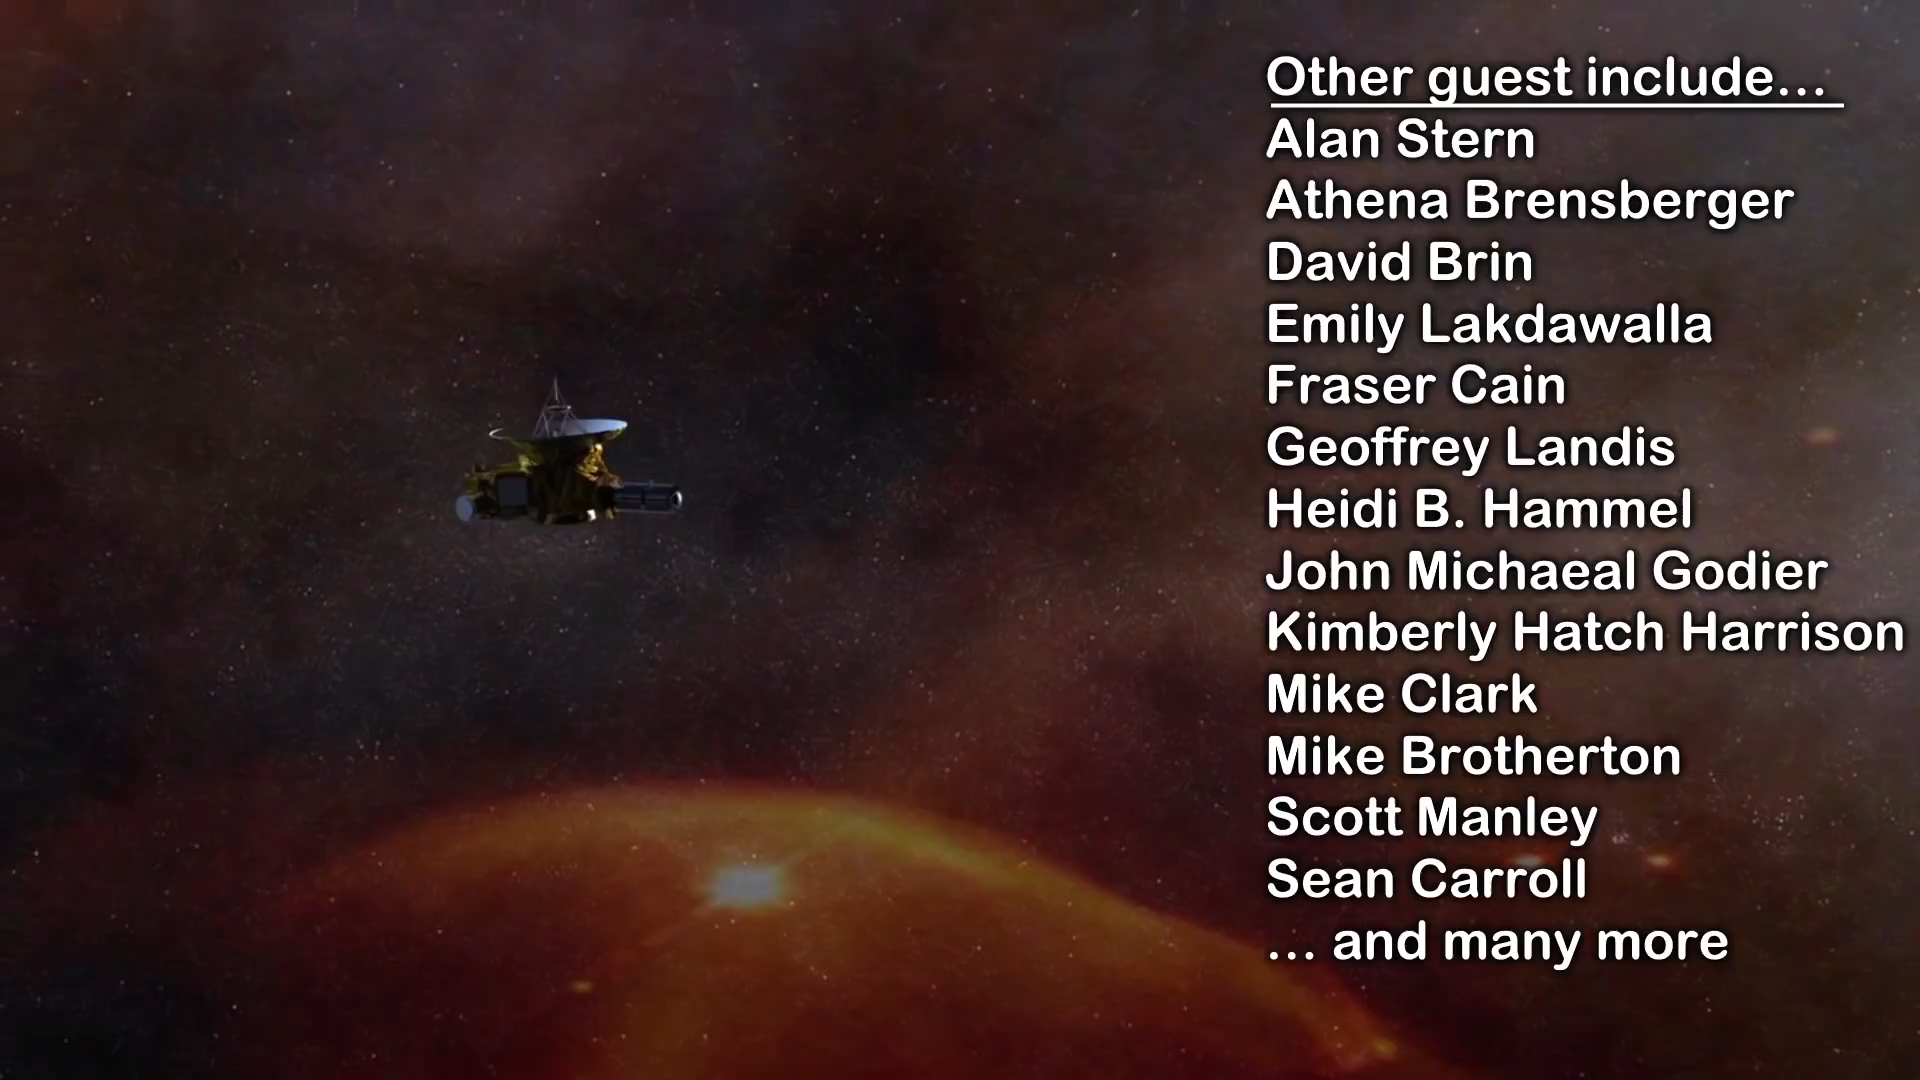 Other guest include...
Alan Stern
Athena Brensberger
David Brin
Emily Lakdawalla
Fraser Cain
Geoffrey Landis
Heidi B. Hammel
John Michaeal Godier
Kimberly Hatch Harrison
Mike Clark
Mike Brotherton
Scott Manley
Sean Carroll
... and many more